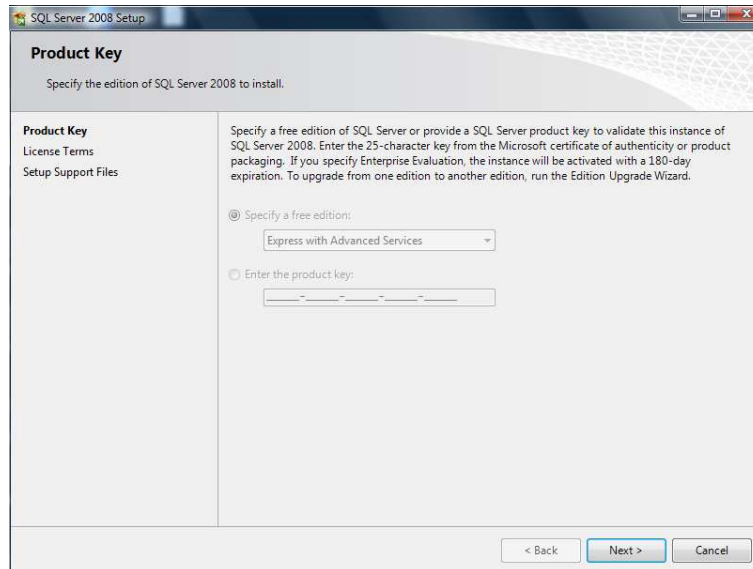 SQL Server 2008 Setup
Product Key
Specify the edition of SQL Server 2008 to install.
Product Key
License Terms
Setup Support Files
Specify a free edition of SQL Server or provide a SQL Server product key to validate this instance of
SQL Server 2008. Enter the 25-character key from the Microsoft certificate of authenticity or product
packaging. If you specify Enterprise Evaluation, the instance will be activated with a 180-day
expiration. To upgrade from one edition to another edition, run the Edition Upgrade Wizard.
Specify a free edition:
Express with Advanced Services
Enter the product key:
_____-_____-_____-_____-_____
< Back
Next >
Cancel